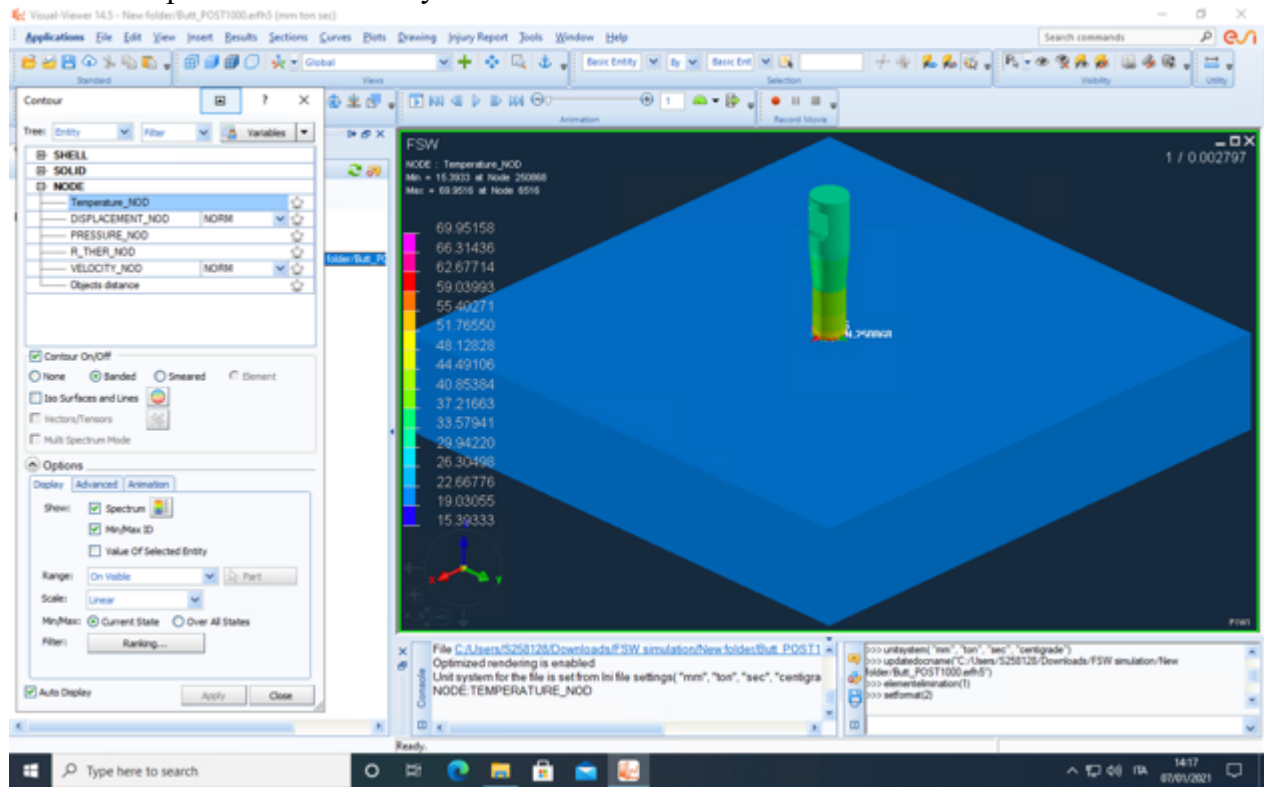 Visual-Viewer 14.5 - New folder/Butt_POST1000.erfh5 (mm ton sec)
Applications File Edit View Insert Results Sections Curves Plots Drawing Injury Report Tools Window Help
Search commands
Global
Basic Entity By Basic Ent
Standard Views Selection Visibility Utility
Contour
1
Animation Record Movie
Tree: Entity Filter Variables
SHELL
SOLID
NODE
Temperature_NOD
DISPLACEMENT_NOD NORM
PRESSURE_NOD
R_THER_NOD
VELOCITY_NOD NORM
Objects distance
folder/Butt_PC
Contour On/Off
None Banded Smeared Element
Iso Surfaces and Lines
Vectors/Tensors
Multi Spectrum Mode
Options
Display Advanced Animation
Show: Spectrum
Min/Max ID
Value Of Selected Entity
Range: On Visible Part
Scale: Linear
Min/Max: Current State Over All States
Filter: Ranking...
Auto Display Apply Close
FSW
NODE : Temperature_NOD
Min = 15.3933 at Node 250868
Max = 69.9516 at Node 6516
1 / 0.002797
69.95158
66.31436
62.67714
59.03993
55.40271
51.76550
48.12828
44.49106
40.85384
37.21663
33.57941
29.94220
26.30498
22.66776
19.03055
15.39333
N.250868
X
Y
Console
File C:/Users/S258128/Downloads/FSW simulation/New folder/Butt_POST1
Optimized rendering is enabled
Unit system for the file is set from Ini file settings( "mm", "ton", "sec", "centigra
NODE:TEMPERATURE_NOD
>>> unitsystem( "mm", "ton", "sec", "centigrade")
>>> updatedocname("C:/Users/S258128/Downloads/FSW simulation/New
folder/Butt_POST1000.erfh5")
>>> elementelimination(1)
>>> setformat(2)
Ready.
Type here to search
ITA
14:17
07/01/2021